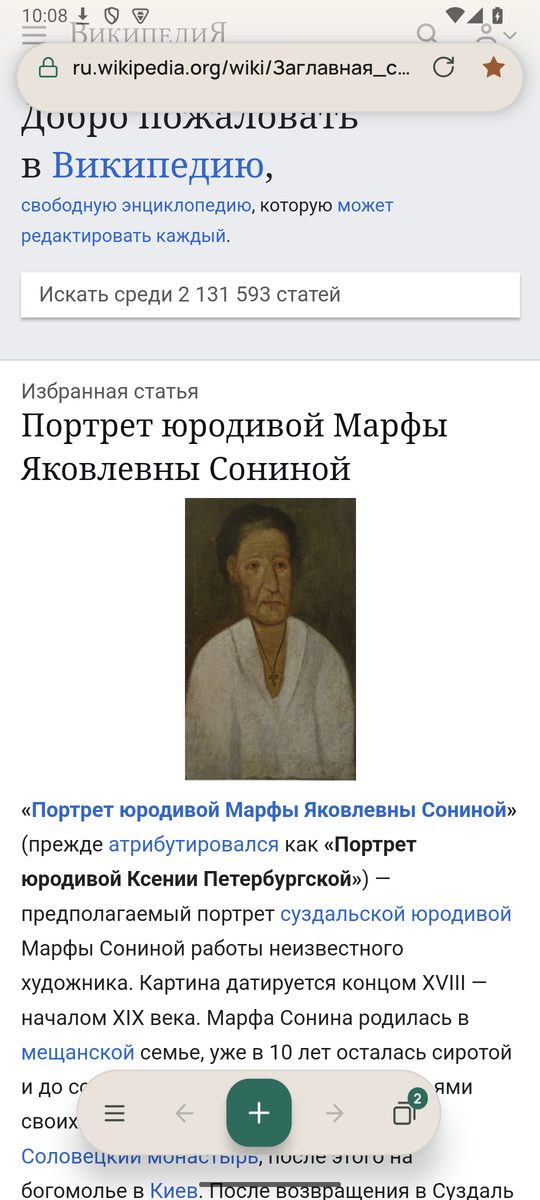 10:08
ВикипедиЯ
ru.wikipedia.org/wiki/Заглавная_с...
Добро пожаловать
в Википедию,
свободную энциклопедию, которую может
редактировать каждый.
Искать среди 2 131 593 статей
Избранная статья
Портрет юродивой Марфы
Яковлевны Сониной
«Портрет юродивой Марфы Яковлевны Сониной»
(прежде атрибутировался как «Портрет
юродивой Ксении Петербургской») —
предполагаемый портрет суздальской юродивой
Марфы Сониной работы неизвестного
художника. Картина датируется концом XVIII —
началом XIX века. Марфа Сонина родилась в
мещанской семье, уже в 10 лет осталась сиротой
и до
своих
2
Соловецкий монастырь, после этого на
богомолье в Киев. После возвращения в Суздаль